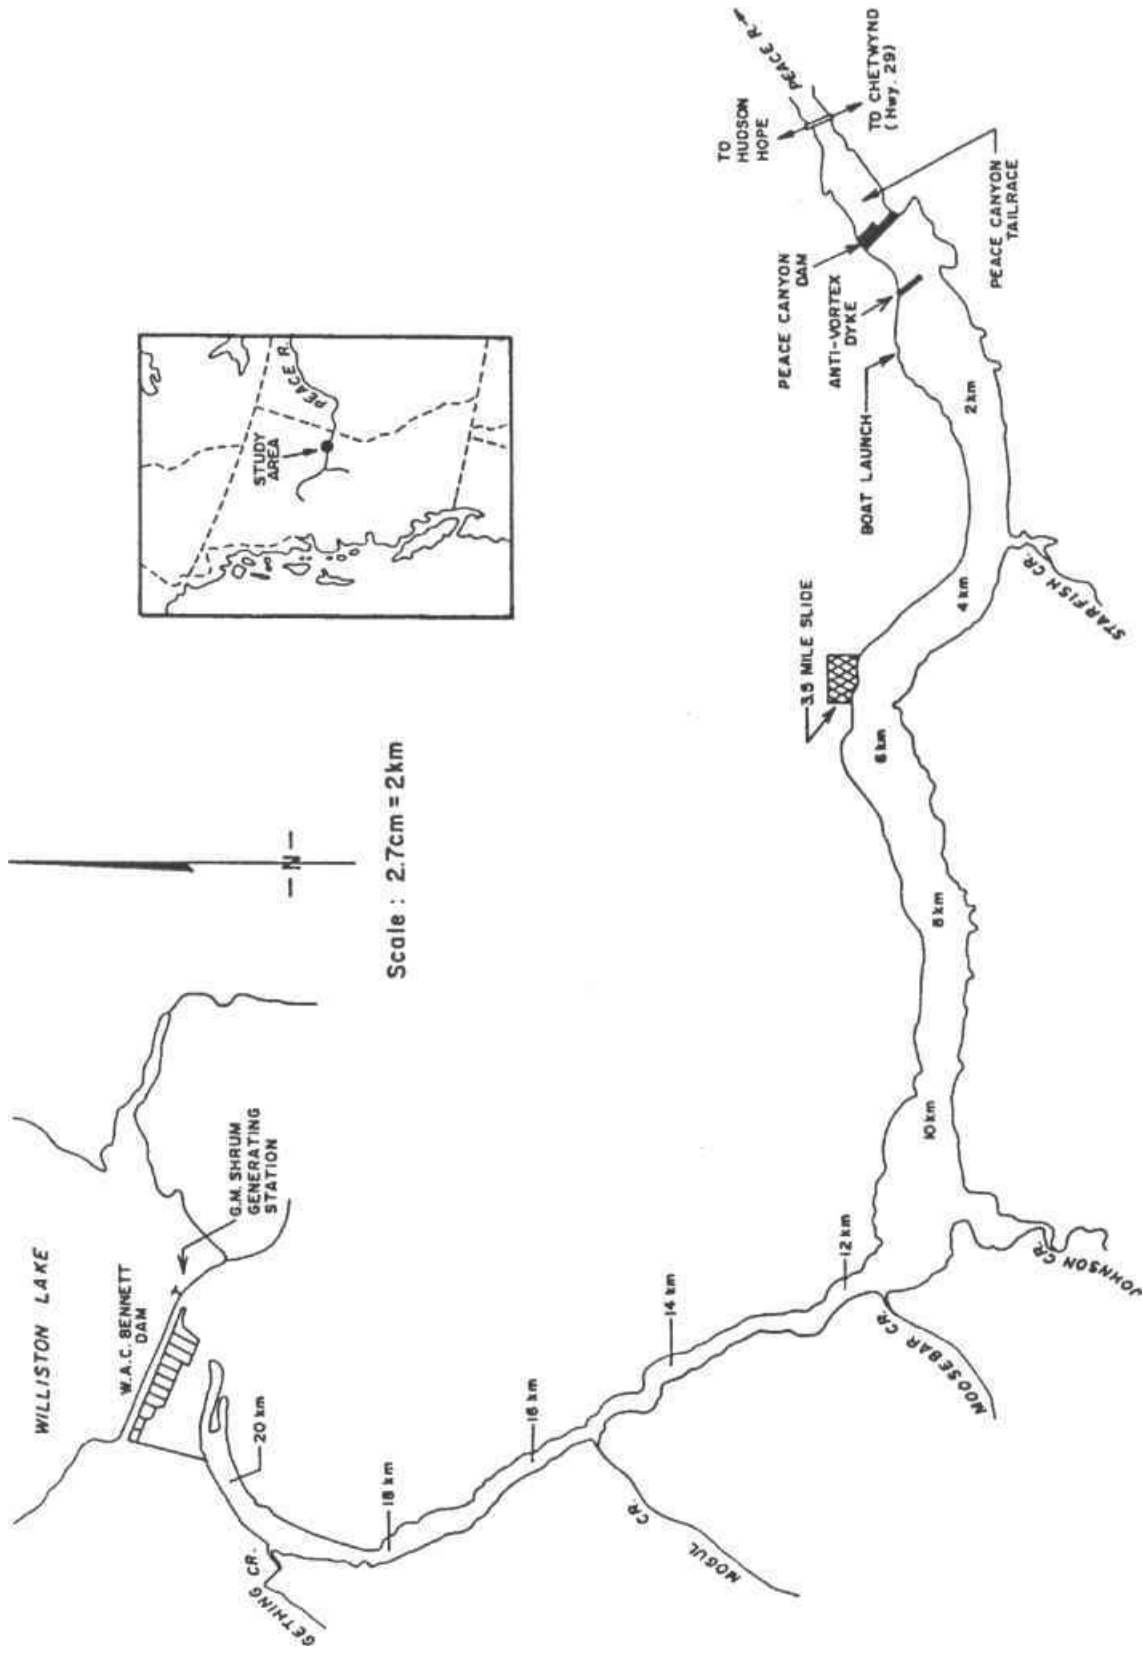 WILLISTON LAKE
W.A.C. BENNETT
DAM
G.M. SHRUM
GENERATING
STATION
20 km
GETHING CR.
18 km
16 km
MOGUL CR.
14 km
12 km
MOOSEBAR CR.
JOHNSON CR.
10 km
8 km
6 km
3.5 MILE SLIDE
4 km
STARFISH CR.
2 km
BOAT LAUNCH
ANTI-VORTEX
DYKE
PEACE CANYON
DAM
PEACE CANYON
TAILRACE
TO
HUDSON
HOPE
TO CHETWYND
(Hwy. 29)
PEACE R.
N
Scale : 2.7cm = 2km
STUDY
AREA
PEACE R.